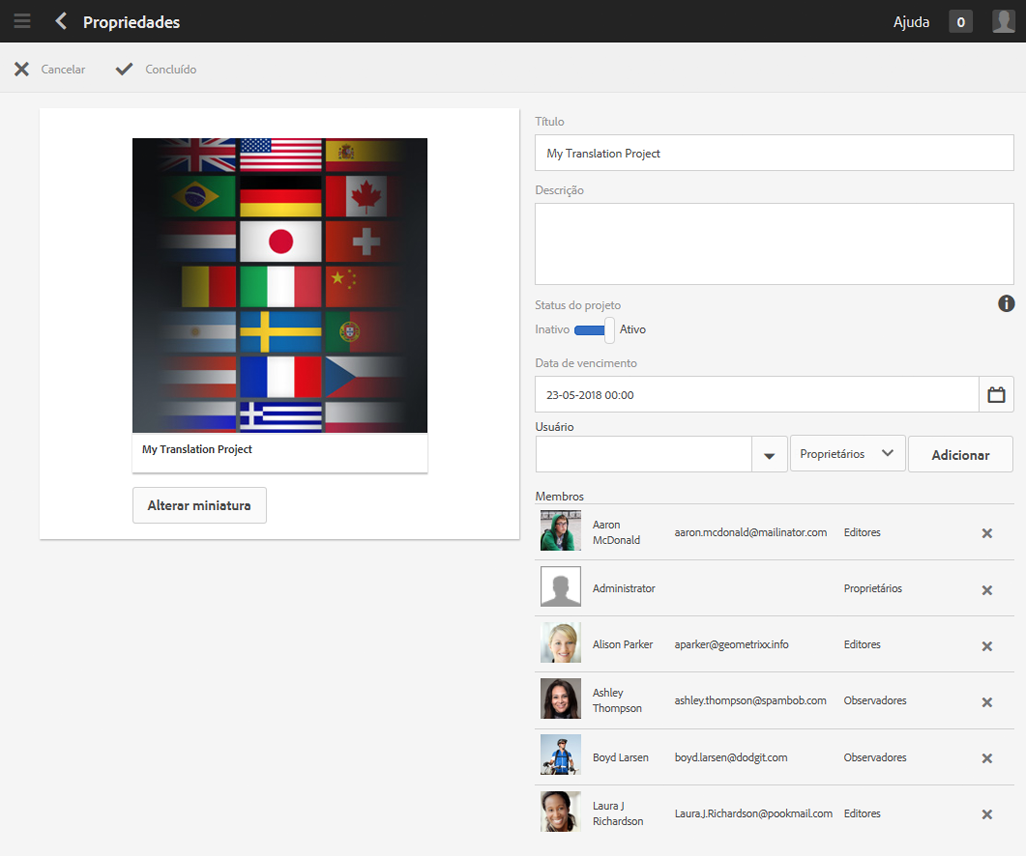 Propriedades
Ajuda
0
Cancelar
Concluído
My Translation Project
Alterar miniatura
Título
My Translation Project
Descrição
Status do projeto
Inativo
Ativo
Data de vencimento
23-05-2018 00:00
Usuário
Proprietários
Adicionar
Membros
Aaron
McDonald
aaron.mcdonald@mailinator.com
Editores
Administrator
Proprietários
Alison Parker
aparker@geometrixx.info
Editores
Ashley
Thompson
ashley.thompson@spambob.com
Observadores
Boyd Larsen
boyd.larsen@dodgit.com
Observadores
Laura J
Richardson
Laura.J.Richardson@pookmail.com
Editores